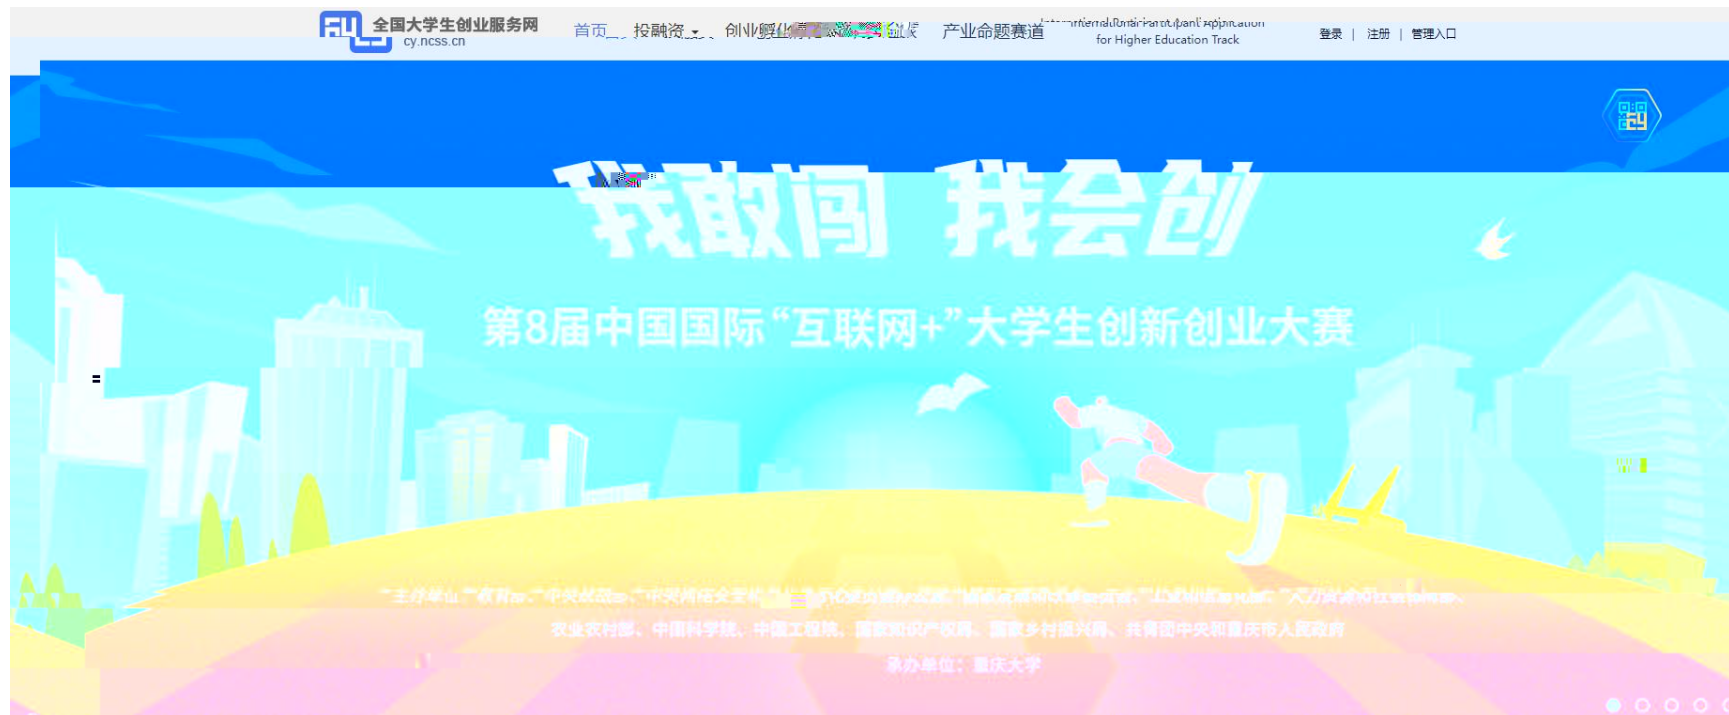 全国大学生创业服务网
cy.ncss.cn
首页 投融资 产业命题赛道 International Participant Application
for Higher Education Track
登录 | 注册 | 管理入口
我敢闯 我会创
第8届中国国际“互联网+”大学生创新创业大赛
农业农村部、中国科学院、中国工程院、国家知识产权局、国家乡村振兴局、共青团中央和重庆市人民政府
承办单位：重庆大学